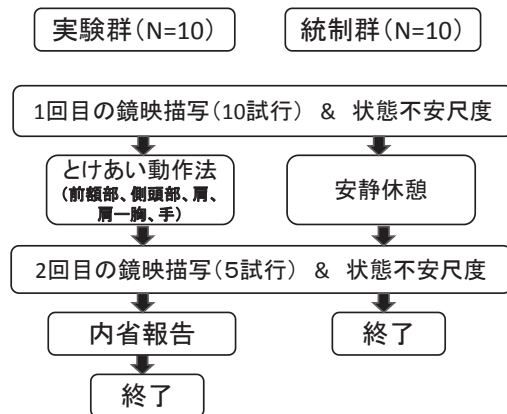 実験群(N=10)
統制群(N=10)
1回目の鏡映描写(10試行) & 状態不安尺度
とけあい動作法
(前額部、側頭部、肩、
肩ー胸、手)
安静休憩
2回目の鏡映描写(5試行) & 状態不安尺度
内省報告
終了
終了